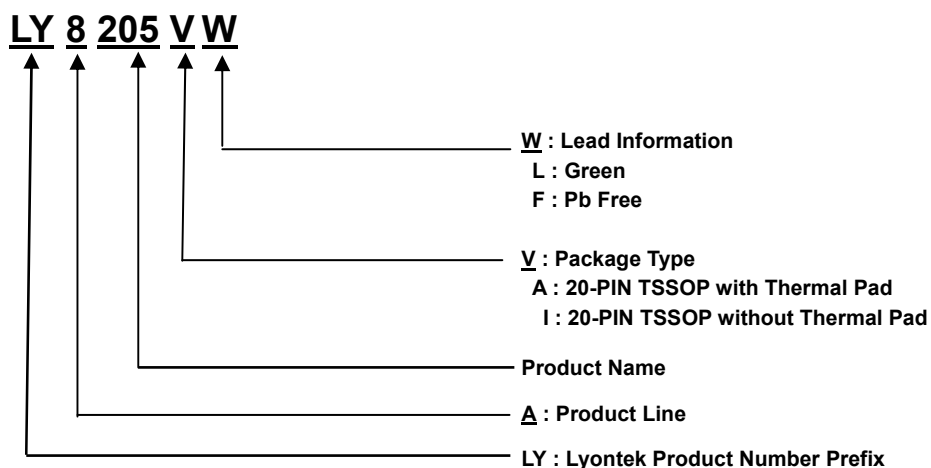 LY 8 205 V W
W : Lead Information
L : Green
F : Pb Free
V : Package Type
A : 20-PIN TSSOP with Thermal Pad
I : 20-PIN TSSOP without Thermal Pad
Product Name
A : Product Line
LY : Lyontek Product Number Prefix